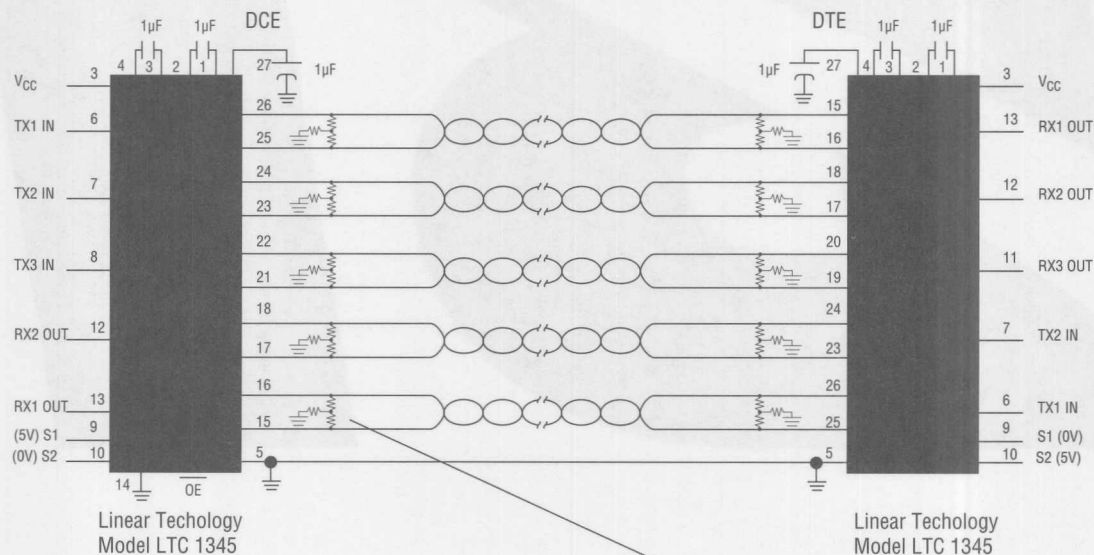 DCE
DTE
1µF 1µF
1µF 1µF
4 3 2 1
27
1µF
1µF
27
4 3 2 1
VCC 3
3 VCC
TX1 IN 6
26
25
15
16
13 RX1 OUT
TX2 IN 7
24
23
18
17
12 RX2 OUT
TX3 IN 8
22
21
20
19
11 RX3 OUT
RX2 OUT 12
18
17
24
23
7 TX2 IN
RX1 OUT 13
16
15
26
25
6 TX1 IN
(5V) S1 9
9 S1 (0V)
(0V) S2 10
5
5
10 S2 (5V)
14
OE
Linear Techology
Model LTC 1345
Linear Techology
Model LTC 1345